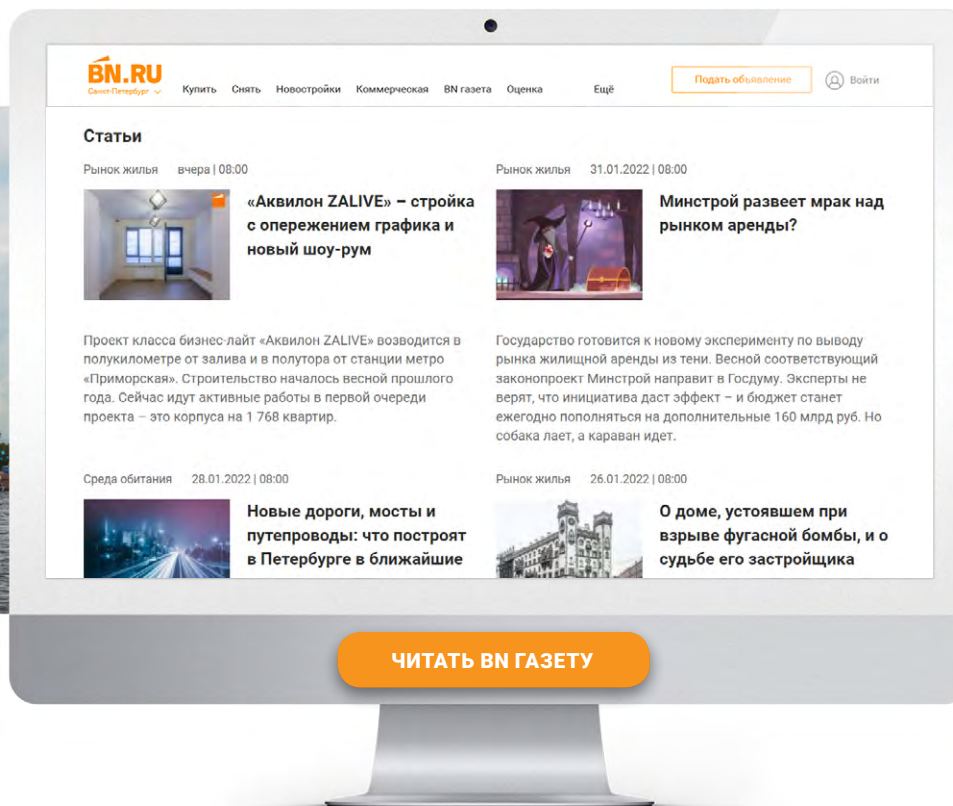 BN.RU
Санкт-Петербург
Купить Снять Новостройки Коммерческая BN газета Оценка Ещё
Подать объявление
Войти
Статьи
Рынок жилья вчера | 08:00
«Аквилон ZALIVE» – стройка
с опережением графика и
новый шоу-рум
Проект класса бизнес-лайт «Аквилон ZALIVE» возводится в
полукилометре от залива и в полутора от станции метро
«Приморская». Строительство началось весной прошлого
года. Сейчас идут активные работы в первой очереди
проекта – это корпуса на 1 768 квартир.
Рынок жилья 31.01.2022 | 08:00
Минстрой развеет мрак над
рынком аренды?
Государство готовится к новому эксперименту по выводу
рынка жилищной аренды из тени. Весной соответствующий
законопроект Минстрой направит в Госдуму. Эксперты не
верят, что инициатива даст эффект – и бюджет станет
ежегодно пополняться на дополнительные 160 млрд руб. Но
собака лает, а караван идет.
Среда обитания 28.01.2022 | 08:00
Новые дороги, мосты и
путепроводы: что построят
в Петербурге в ближайшие
Рынок жилья 26.01.2022 | 08:00
О доме, устоявшем при
взрыве фугасной бомбы, и о
судьбе его застройщика
ЧИТАТЬ BN ГАЗЕТУ